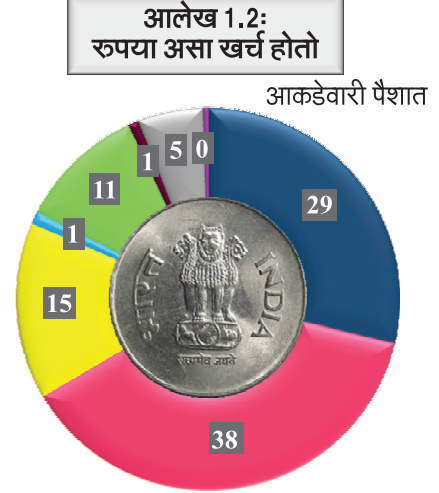 आलेख 1.2:
रुपया असा खर्च होतो
आकडेवारी पैशात
5
0
1
11
29
1
15
38
भारत
INDIA
सत्यमेव जयते